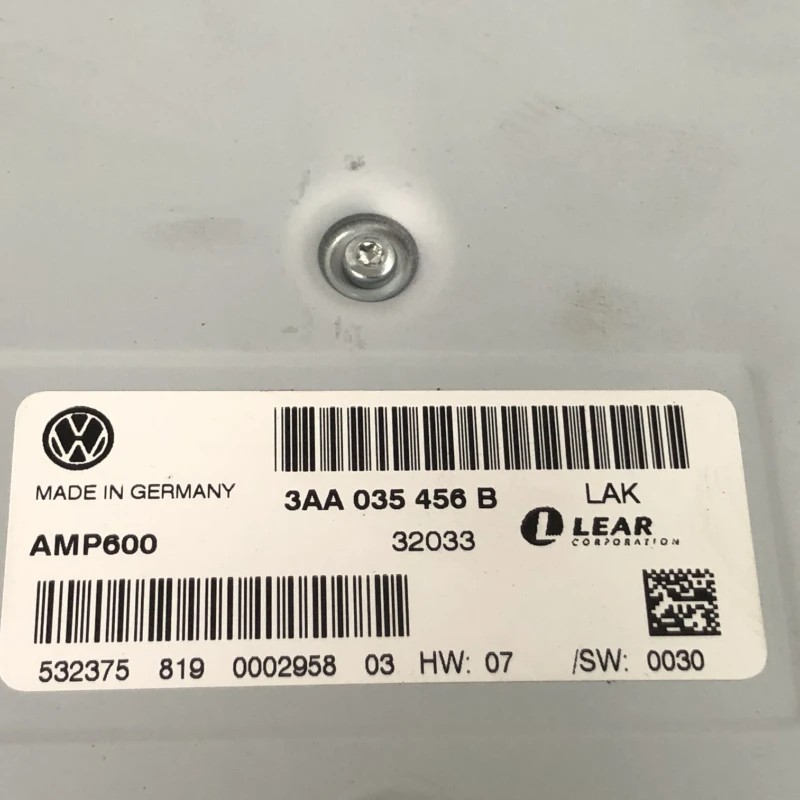 MADE IN GERMANY
3AA 035 456 B LAK
AMP600 32033 LEAR
CORPORATION
532375 819 0002958 03 HW: 07 /SW: 0030